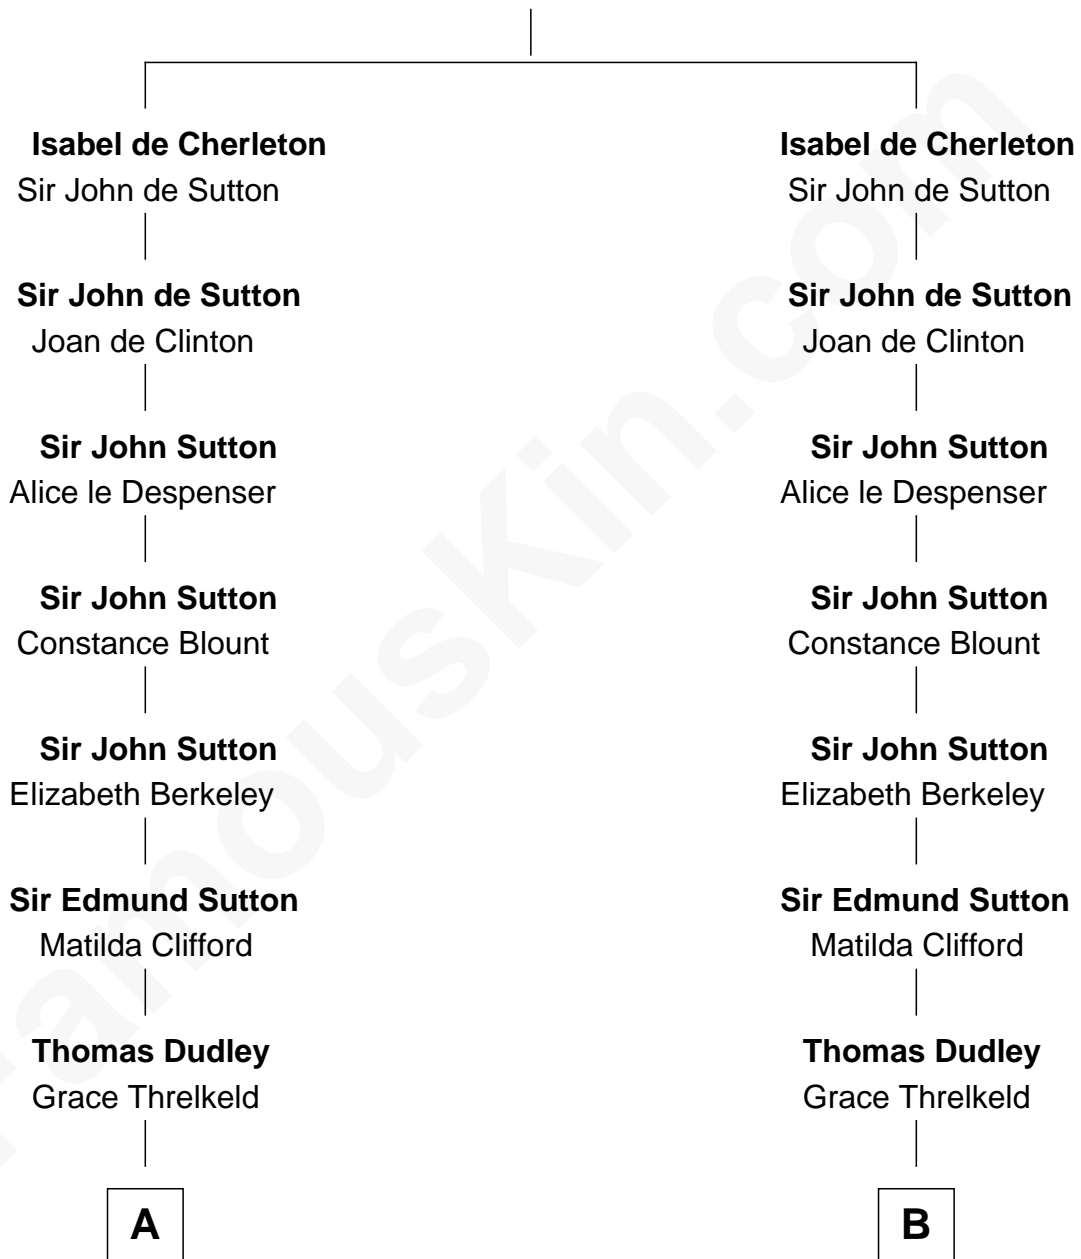 Isabel de Cherleton
Sir John de Sutton
Sir John de Sutton
Joan de Clinton
Sir John Sutton
Alice le Despenser
Sir John Sutton
Constance Blount
Sir John Sutton
Elizabeth Berkeley
Sir Edmund Sutton
Matilda Clifford
Thomas Dudley
Grace Threlkeld
A
Isabel de Cherleton
Sir John de Sutton
Sir John de Sutton
Joan de Clinton
Sir John Sutton
Alice le Despenser
Sir John Sutton
Constance Blount
Sir John Sutton
Elizabeth Berkeley
Sir Edmund Sutton
Matilda Clifford
Thomas Dudley
Grace Threlkeld
B
FamousKin.com